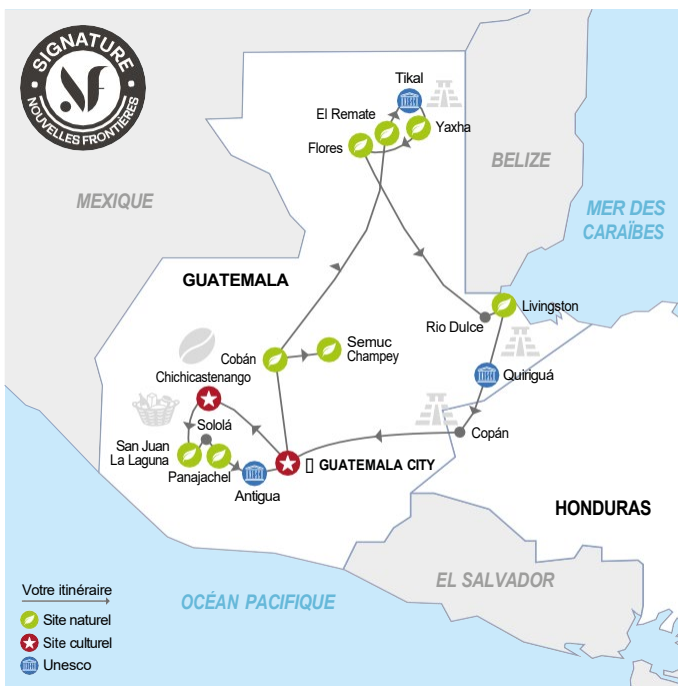 SIGNATURE
NF
NOUVELLES FRONTIÈRES
Tikal
El Remate
Yaxha
Flores
BELIZE
MEXIQUE
MER DES
CARAÏBES
GUATEMALA
Livingston
Rio Dulce
Semuc
Champey
Cobán
Chichicastenango
Quiriguá
Sololá
Copán
San Juan
La Laguna
Panajachel
▯ GUATEMALA CITY
Antigua
HONDURAS
EL SALVADOR
Votre itinéraire
OCÉAN PACIFIQUE
Site naturel
Site culturel
Unesco